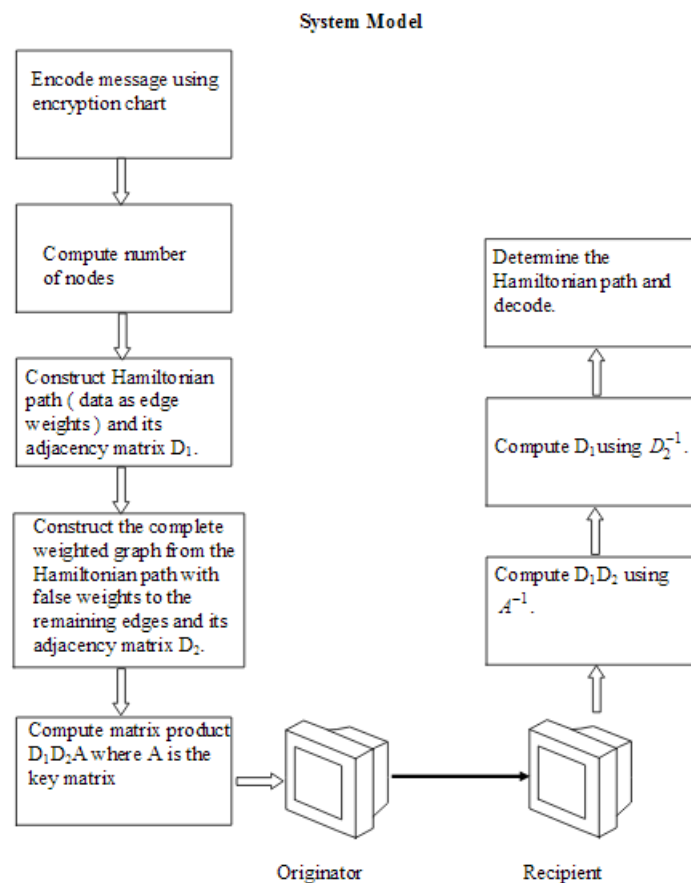 System Model
Encode message using
encryption chart
Compute number
of nodes
Construct Hamiltonian
path ( data as edge
weights ) and its
adjacency matrix D₁.
Construct the complete
weighted graph from the
Hamiltonian path with
false weights to the
remaining edges and its
adjacency matrix D₂.
Compute matrix product
D₁D₂A where A is the
key matrix
Originator
Recipient
Compute D₁D₂ using
A⁻¹.
Compute D₁using D₂⁻¹.
Determine the
Hamiltonian path and
decode.